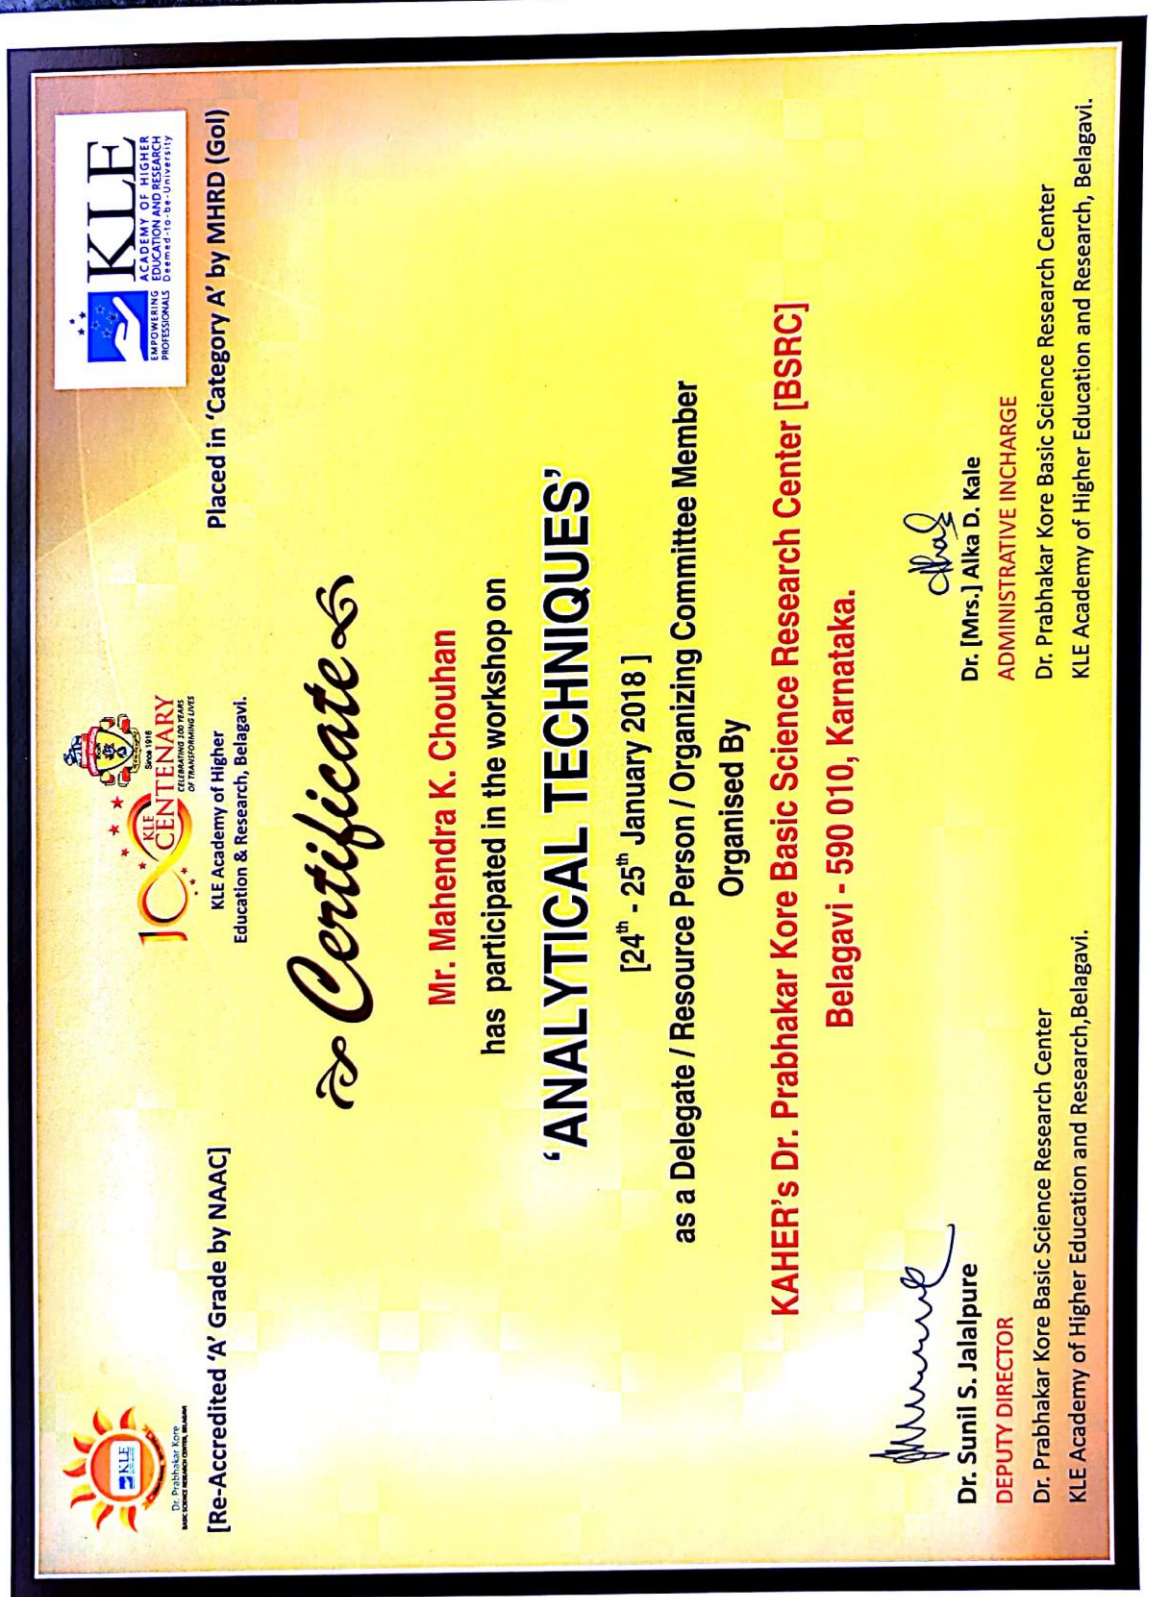 KLE
Dr. Prabhakar Kore
BASIC SCIENCE RESEARCH CENTER, BELAGAVI
[Re-Accredited ‘A’ Grade by NAAC]
Since 1916
KLE
CENTENARY
CELEBRATING 100 YEARS
OF TRANSFORMING LIVES
KLE Academy of Higher
Education & Research, Belagavi.
KLE
ACADEMY OF HIGHER
EDUCATION AND RESEARCH
Deemed-to-be-University
EMPOWERING
PROFESSIONALS
Placed in ‘Category A’ by MHRD (GoI)
Certificate
Mr. Mahendra K. Chouhan
has participated in the workshop on
‘ANALYTICAL TECHNIQUES’
[24th - 25th January 2018 ]
as a Delegate / Resource Person / Organizing Committee Member
Organised By
KAHER's Dr. Prabhakar Kore Basic Science Research Center [BSRC]
Belagavi - 590 010, Karnataka.
Dr. Sunil S. Jalalpure
DEPUTY DIRECTOR
Dr. Prabhakar Kore Basic Science Research Center
KLE Academy of Higher Education and Research,Belagavi.
Dr. [Mrs.] Alka D. Kale
ADMINISTRATIVE INCHARGE
Dr. Prabhakar Kore Basic Science Research Center
KLE Academy of Higher Education and Research, Belagavi.